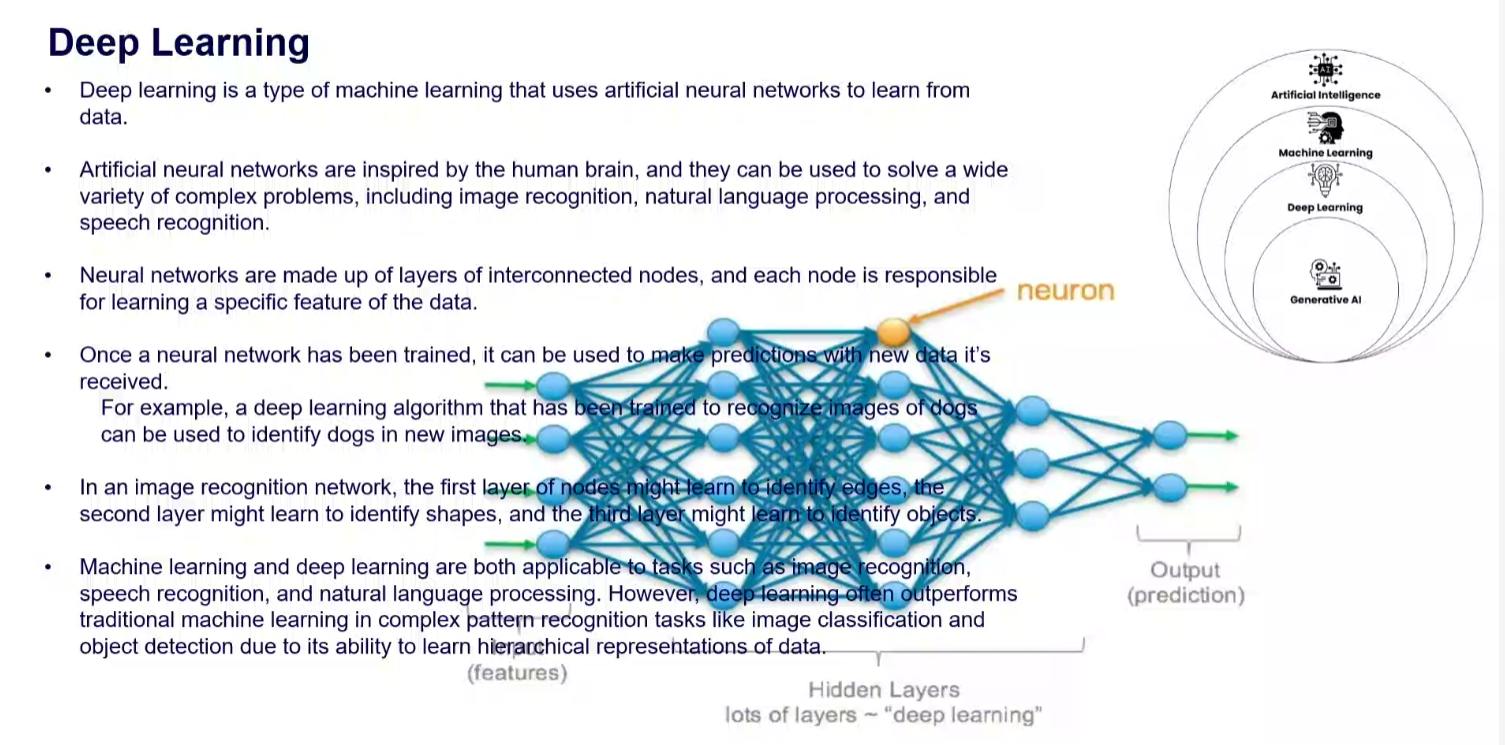 Deep Learning
• Deep learning is a type of machine learning that uses artificial neural networks to learn from
data.
• Artificial neural networks are inspired by the human brain, and they can be used to solve a wide
variety of complex problems, including image recognition, natural language processing, and
speech recognition.
• Neural networks are made up of layers of interconnected nodes, and each node is responsible
for learning a specific feature of the data.
• Once a neural network has been trained, it can be used to make predictions with new data it’s
received.
For example, a deep learning algorithm that has been trained to recognize images of dogs
can be used to identify dogs in new images.
• In an image recognition network, the first layer of nodes might learn to identify edges, the
second layer might learn to identify shapes, and the third layer might learn to identify objects.
• Machine learning and deep learning are both applicable to tasks such as image recognition,
speech recognition, and natural language processing. However, deep learning often outperforms
traditional machine learning in complex pattern recognition tasks like image classification and
object detection due to its ability to learn hierarchical representations of data.
neuron
Input
(features)
Hidden Layers
lots of layers ~ “deep learning”
Output
(prediction)
AI
Artificial Intelligence
Machine Learning
Deep Learning
Generative AI